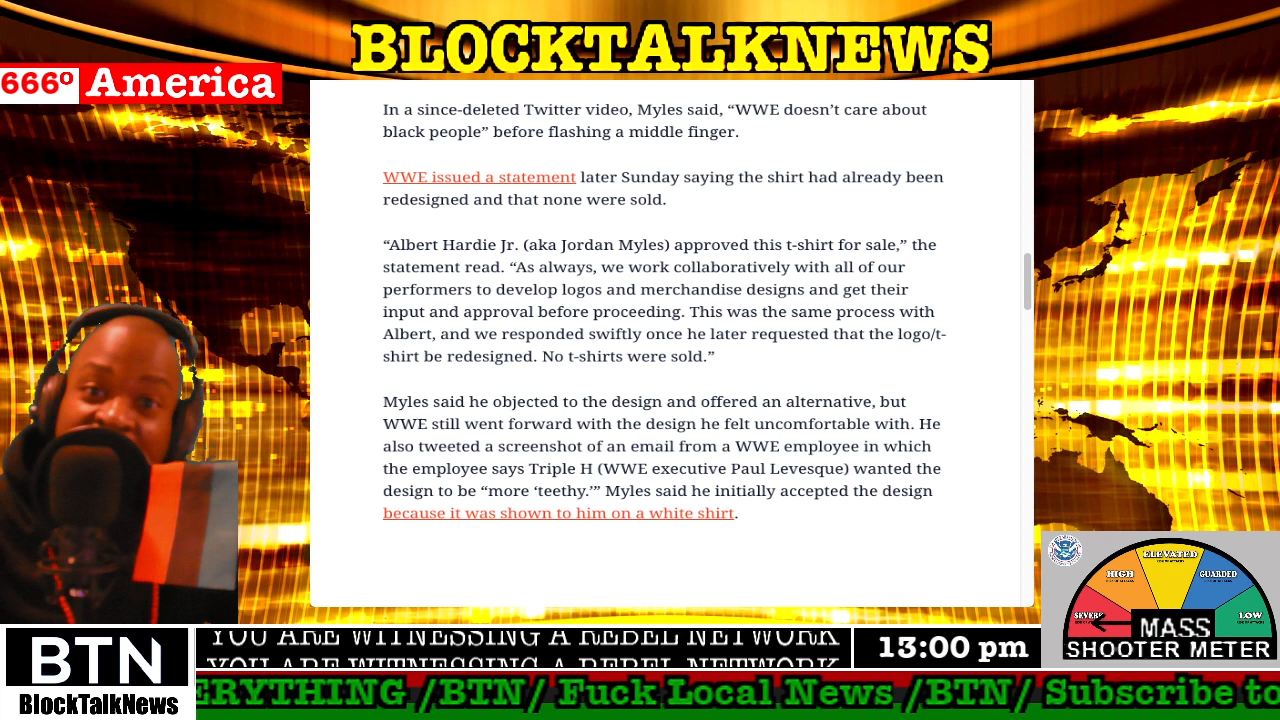 BLOCKTALKNEWS
666º America
In a since-deleted Twitter video, Myles said, “WWE doesn’t care about
black people” before flashing a middle finger.
WWE issued a statement later Sunday saying the shirt had already been
redesigned and that none were sold.
“Albert Hardie Jr. (aka Jordan Myles) approved this t-shirt for sale,” the
statement read. “As always, we work collaboratively with all of our
performers to develop logos and merchandise designs and get their
input and approval before proceeding. This was the same process with
Albert, and we responded swiftly once he later requested that the logo/t-
shirt be redesigned. No t-shirts were sold.”
Myles said he objected to the design and offered an alternative, but
WWE still went forward with the design he felt uncomfortable with. He
also tweeted a screenshot of an email from a WWE employee in which
the employee says Triple H (WWE executive Paul Levesque) wanted the
design to be “more ‘teethy.’” Myles said he initially accepted the design
because it was shown to him on a white shirt.
SEVERE
HIGH
ELEVATED
GUARDED
LOW
MASS
SHOOTER METER
BTN
BlockTalkNews
YOU ARE WITNESSING A REBEL NETWORK
YOU ARE WITNESSING A REBEL NETWORK
13:00 pm
ERYTHING /BTN/ Fuck Local News /BTN/ Subscribe to